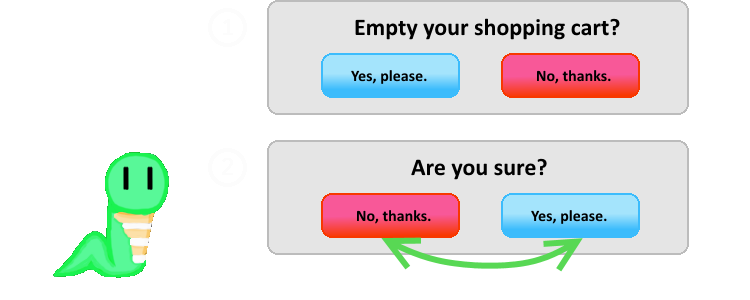 1
Empty your shopping cart?
Yes, please.
No, thanks.
2
Are you sure?
No, thanks.
Yes, please.